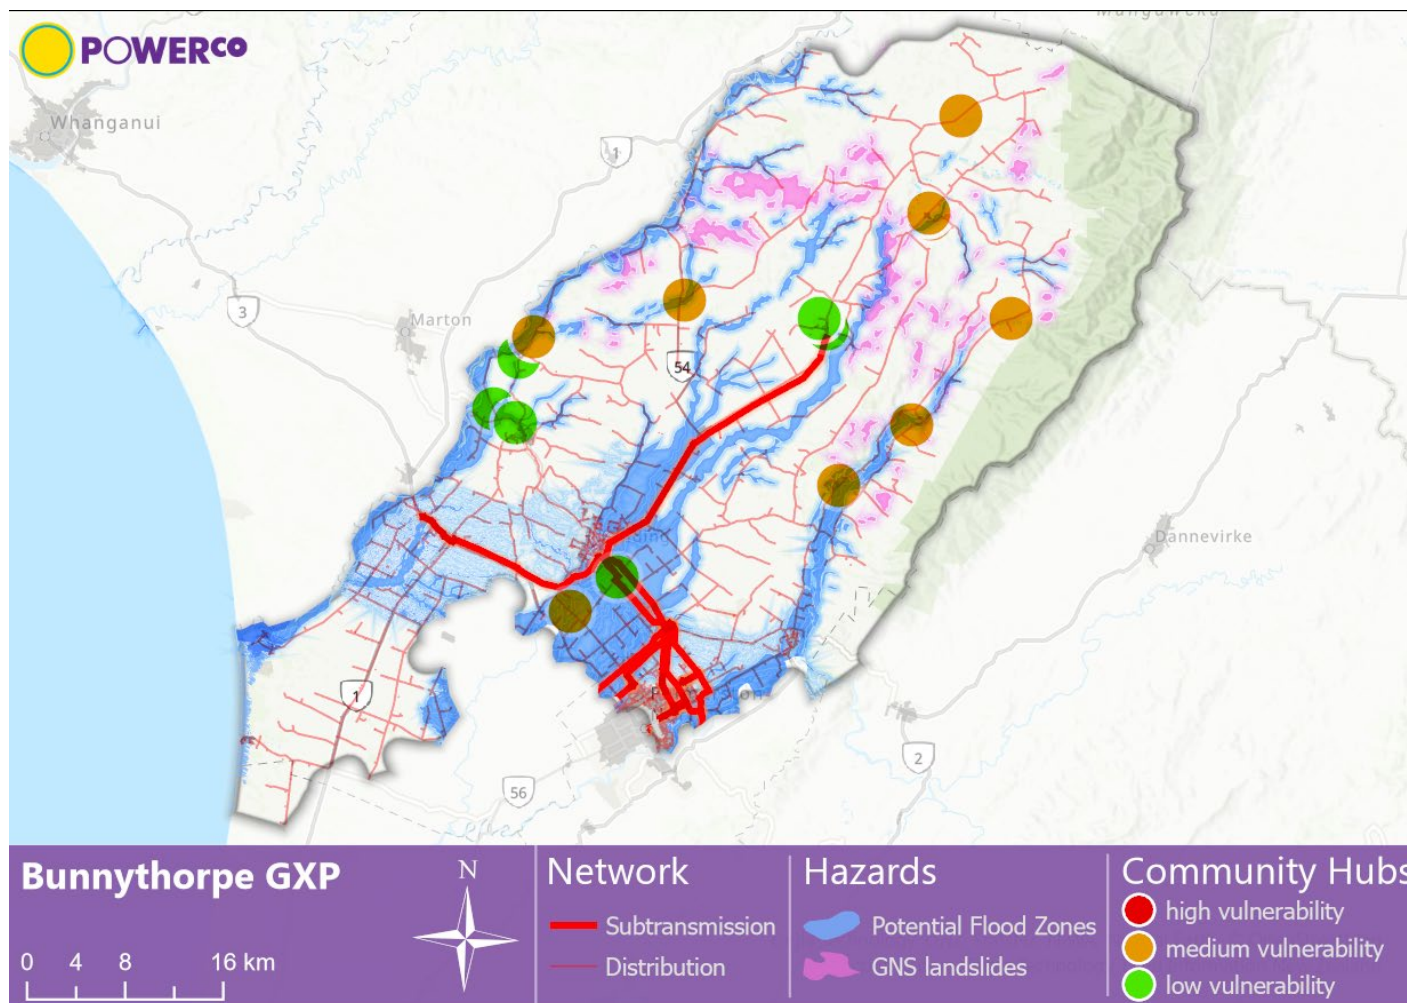 Mangaweka
POWERCO
Whanganui
1
3
Marton
54
Dannevirke
1
2
56
Bunnythorpe GXP
0 4 8 16 km
N
Network
Subtransmission
Distribution
Hazards
Potential Flood Zones
GNS landslides
Community Hubs
high vulnerability
medium vulnerability
low vulnerability